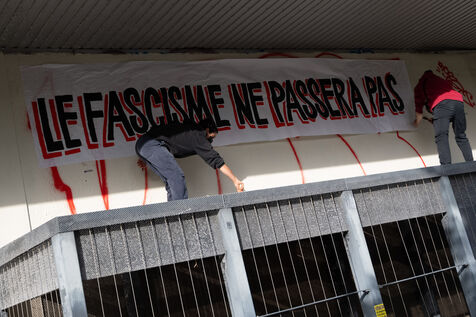 LE FASCISME NE PASSERA PAS